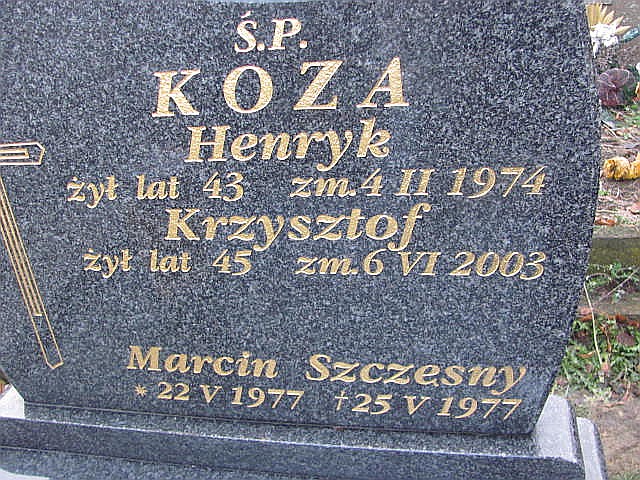 Ś.P.
KOZA
Henryk
żył lat 43 zm. 4 II 1974
Krzysztof
żył lat 45 zm. 6 VI 2003
Marcin Szczesny
* 22 V 1977 †25 V 1977